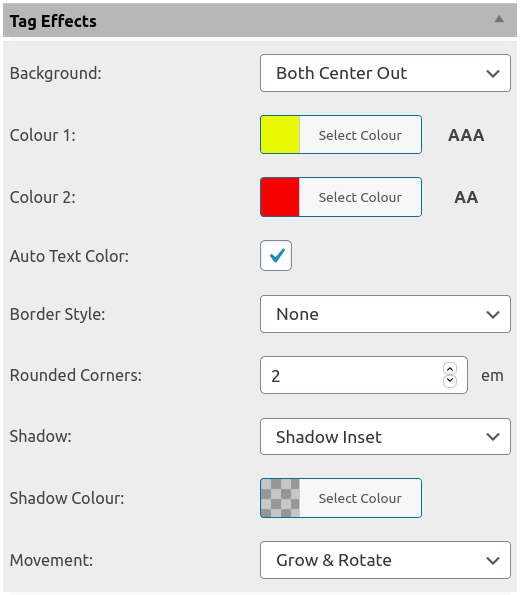 Tag Effects
Background: Both Center Out
Colour 1: Select Colour AAA
Colour 2: Select Colour AA
Auto Text Color:
Border Style: None
Rounded Corners: 2 em
Shadow: Shadow Inset
Shadow Colour: Select Colour
Movement: Grow & Rotate